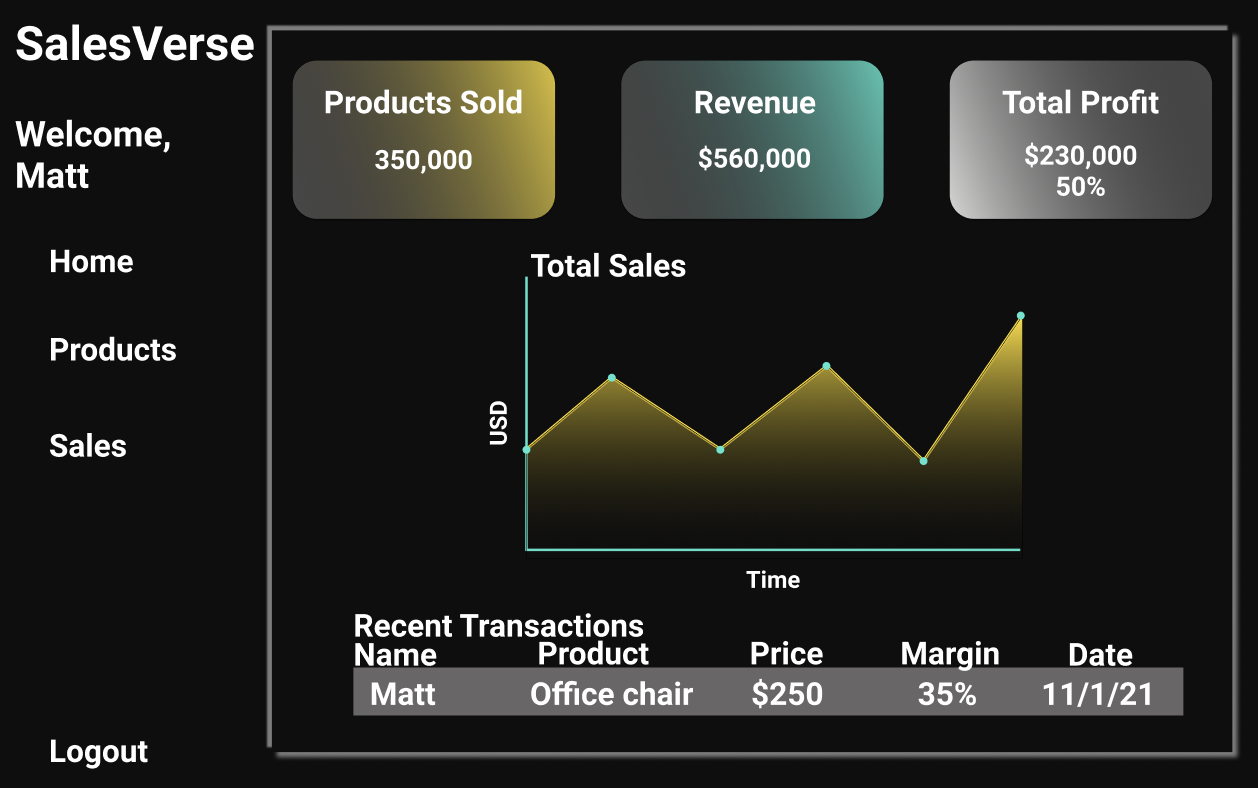 SalesVerse
Welcome,
Matt
Home
Products
Sales
Logout
Products Sold
350,000
Revenue
$560,000
Total Profit
$230,000
50%
Total Sales
USD
Time
Recent Transactions
Name Product Price Margin Date
Matt Office chair $250 35% 11/1/21